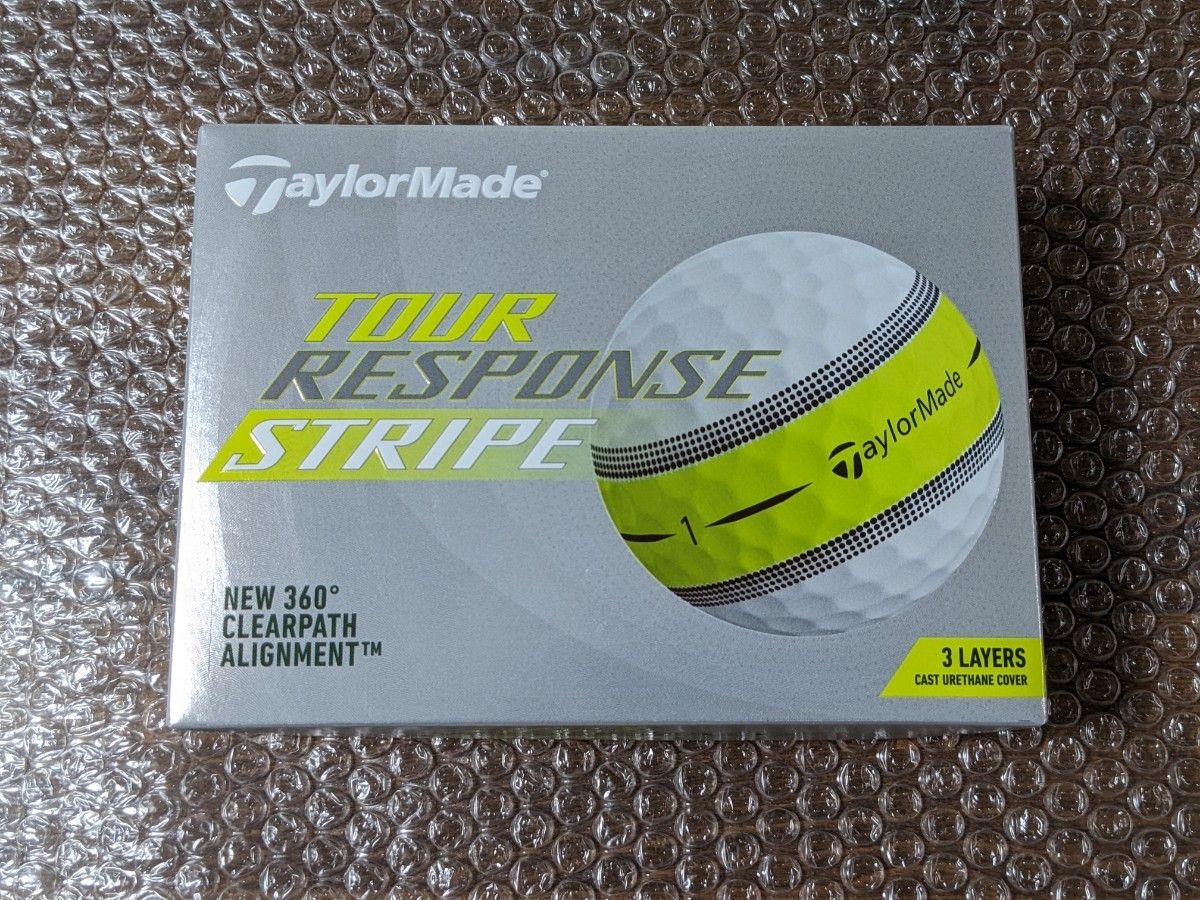 TaylorMade®
TOUR
RESPONSE
STRIPE
TaylorMade
1
NEW 360°
CLEARPATH
ALIGNMENT™
3 LAYERS
CAST URETHANE COVER